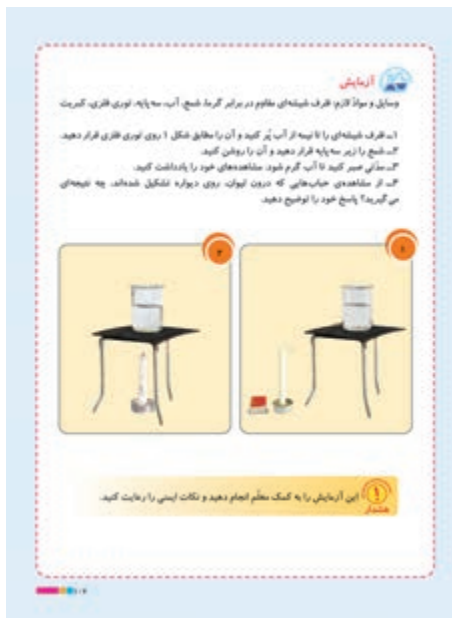 آزمایش
وسایل و موادّ لازم: ظرف شیشه‌ای مقاوم در برابر گرما، شمع، آب، سه‌پایه، توری فلزی، کبریت
۱ـ ظرف شیشه‌ای را تا نیمه از آب پُر کنید و آن را مطابق شکل ۱ روی توری فلزی قرار دهید.
۲ـ شمع را زیر سه‌پایه قرار دهید و آن را روشن کنید.
۳ـ مدّتی صبر کنید تا آب گرم شود. مشاهده‌های خود را یادداشت کنید.
۴ـ از مشاهده‌ی حباب‌هایی که درون لیوان، روی دیواره تشکیل شده‌اند، چه نتیجه‌ای
می‌گیرید؟ پاسخ خود را توضیح دهید.
۱
۲
این آزمایش را به کمک معلّم انجام دهید و نکات ایمنی را رعایت کنید.
هشدار